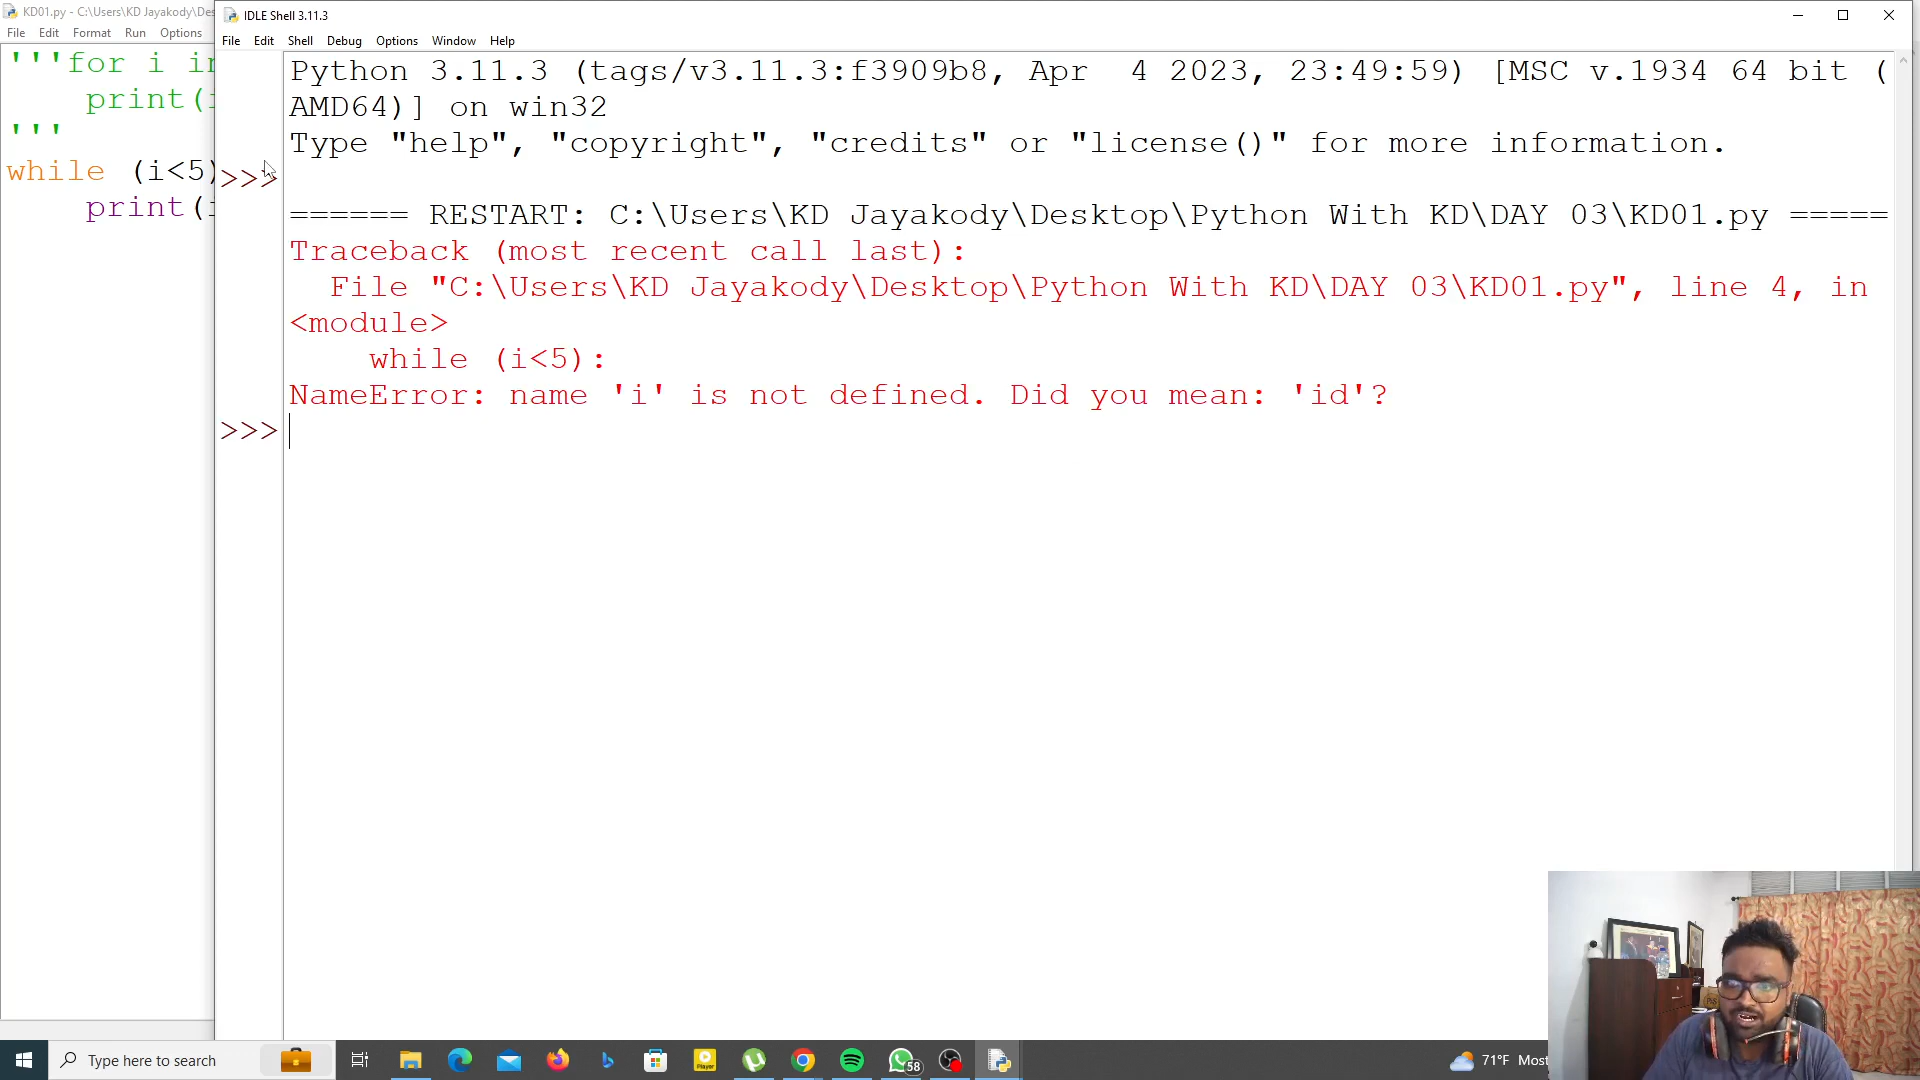 KD01.py - C:\Users\KD Jayakody\Des
File Edit Format Run Options
'''for i in
print(
'''
while (i<5)
print(
IDLE Shell 3.11.3
File Edit Shell Debug Options Window Help
Python 3.11.3 (tags/v3.11.3:f3909b8, Apr  4 2023, 23:49:59) [MSC v.1934 64 bit (
AMD64)] on win32
Type "help", "copyright", "credits" or "license()" for more information.
>>>
====== RESTART: C:\Users\KD Jayakody\Desktop\Python With KD\DAY 03\KD01.py =====
Traceback (most recent call last):
File "C:\Users\KD Jayakody\Desktop\Python With KD\DAY 03\KD01.py", line 4, in
<module>
while (i<5):
NameError: name 'i' is not defined. Did you mean: 'id'?
>>>
Type here to search
Player
58
71°F Most